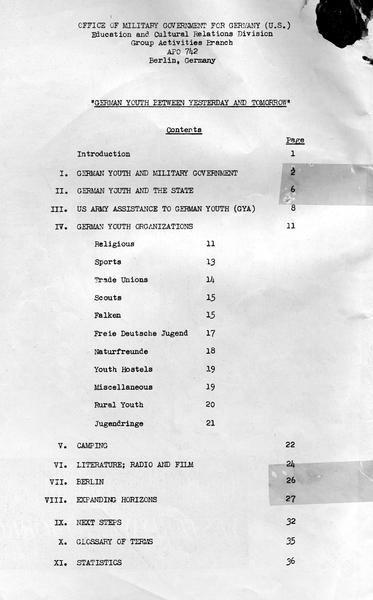 OFFICE OF MILITARY GOVERNMENT FOR GERMANY (U.S.)
Education and Cultural Relations Division
Group Activities Branch
APO 742
Berlin, Germany
"GERMAN YOUTH BETWEEN YESTERDAY AND TOMORROW"
Contents
Page
Introduction 1
I. GERMAN YOUTH AND MILITARY GOVERNMENT 2
II. GERMAN YOUTH AND THE STATE 6
III. US ARMY ASSISTANCE TO GERMAN YOUTH (GYA) 8
IV. GERMAN YOUTH ORGANIZATIONS 11
Religious 11
Sports 13
Trade Unions 14
Scouts 15
Falken 15
Freie Deutsche Jugend 17
Naturfreunde 18
Youth Hostels 19
Miscellaneous 19
Rural Youth 20
Jugendringe 21
V. CAMPING 22
VI. LITERATURE; RADIO AND FILM 24
VII. BERLIN 26
VIII. EXPANDING HORIZONS 27
IX. NEXT STEPS 32
X. GLOSSARY OF TERMS 35
XI. STATISTICS 36